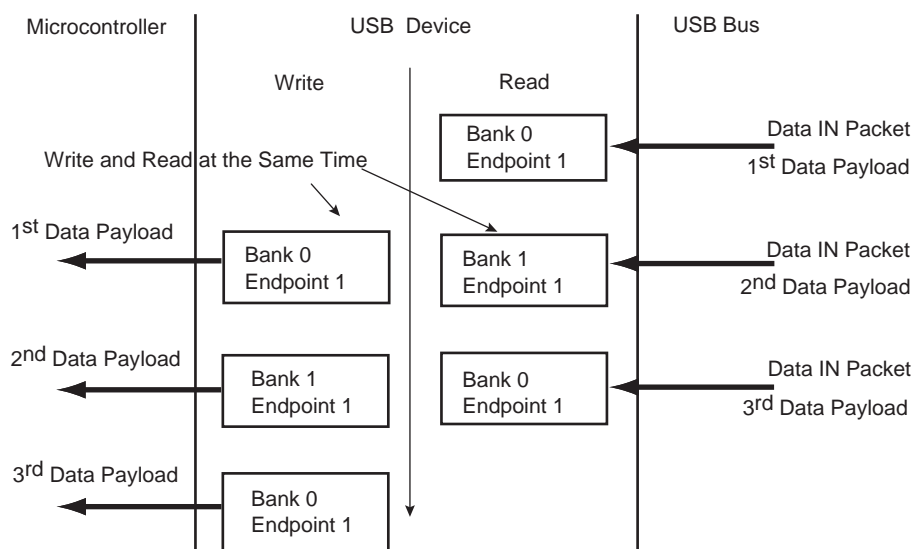 Microcontroller
USB Device
USB Bus
Write
Read
Bank 0
Endpoint 1
Data IN Packet
1st Data Payload
Write and Read at the Same Time
1st Data Payload
Bank 0
Endpoint 1
Bank 1
Endpoint 1
Data IN Packet
2nd Data Payload
2nd Data Payload
Bank 1
Endpoint 1
Bank 0
Endpoint 1
Data IN Packet
3rd Data Payload
3rd Data Payload
Bank 0
Endpoint 1